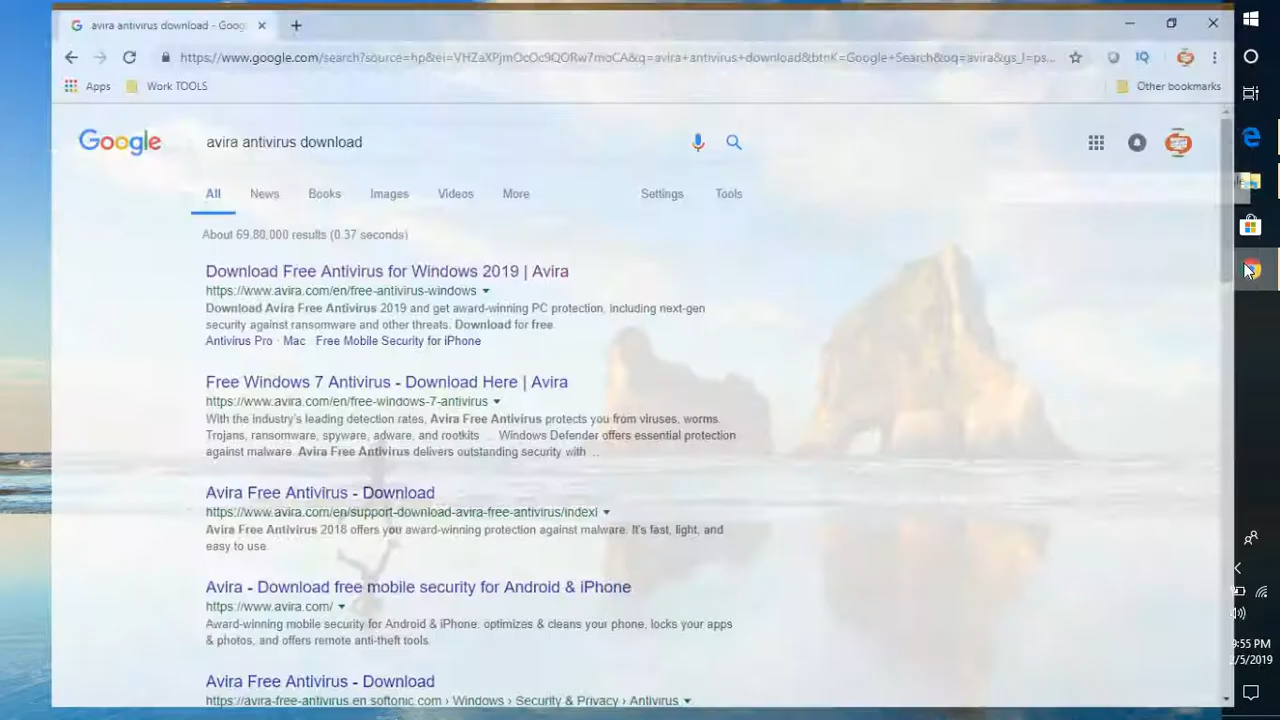 avira antivirus download - Goog
https://www.google.com/search?source=hp&ei=VHZaXPjmOcOc9QORw7moCA&q=avira+antivirus+download&btnK=Google+Search&oq=avira&gs_l=ps...
IQ
Apps
Work TOOLS
Other bookmarks
Google
avira antivirus download
All
News
Books
Images
Videos
More
Settings
Tools
About 69,80,000 results (0.37 seconds)
Download Free Antivirus for Windows 2019 | Avira
https://www.avira.com/en/free-antivirus-windows
Download Avira Free Antivirus 2019 and get award-winning PC protection, including next-gen
security against ransomware and other threats. Download for free.
Antivirus Pro · Mac · Free Mobile Security for iPhone
Free Windows 7 Antivirus - Download Here | Avira
https://www.avira.com/en/free-windows-7-antivirus
With the industry's leading detection rates, Avira Free Antivirus protects you from viruses, worms.
Trojans, ransomware, spyware, adware, and rootkits ... Windows Defender offers essential protection
against malware. Avira Free Antivirus delivers outstanding security with ...
Avira Free Antivirus - Download
https://www.avira.com/en/support-download-avira-free-antivirus/indexl
Avira Free Antivirus 2018 offers you award-winning protection against malware. It's fast, light, and
easy to use.
Avira - Download free mobile security for Android & iPhone
https://www.avira.com/
Award-winning mobile security for Android & iPhone. optimizes & cleans your phone, locks your apps
& photos, and offers remote anti-theft tools.
Avira Free Antivirus - Download
https://avira-free-antivirus.en.softonic.com › Windows › Security & Privacy › Antivirus
9:55 PM
2/5/2019